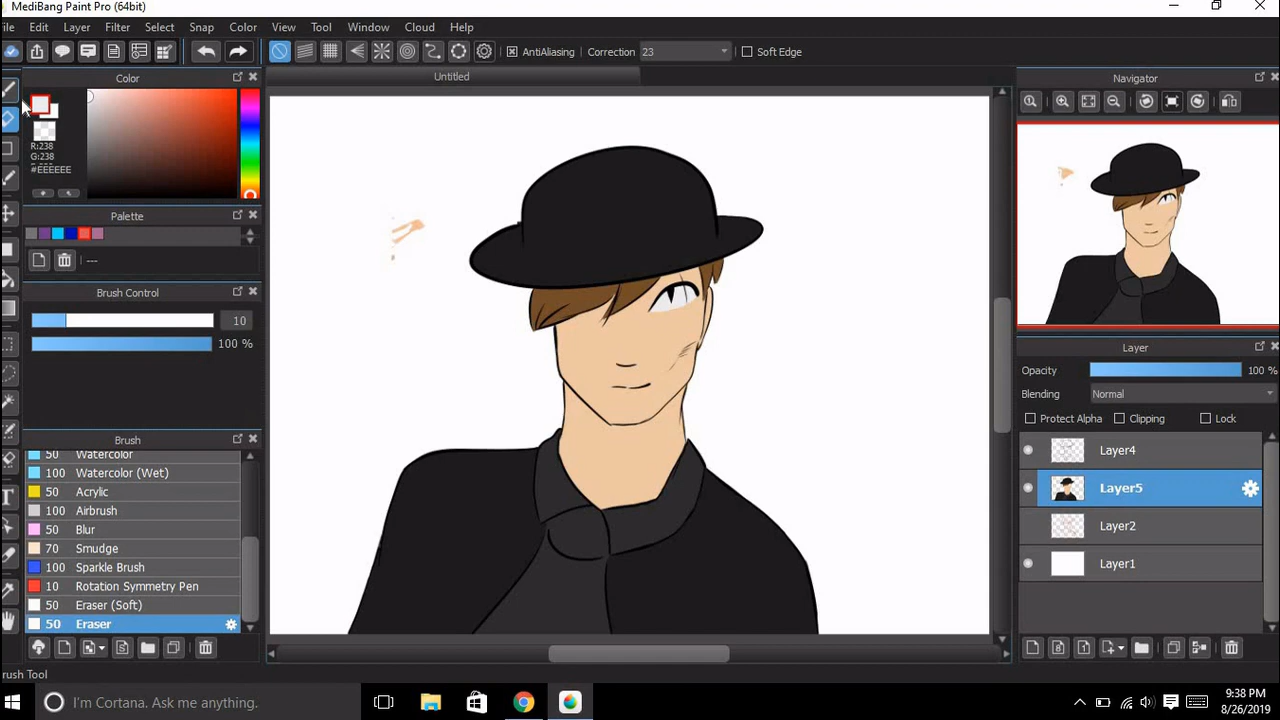 MediBang Paint Pro (64bit)
ile Edit Layer Filter Select Snap Color View Tool Window Cloud Help
AntiAliasing Correction 23 Soft Edge
Color
Untitled
Navigator
R:238
G:238
#EEEEEE
Palette
---
Brush Control
10
100 %
Brush
50 Watercolor
100 Watercolor (Wet)
50 Acrylic
100 Airbrush
50 Blur
70 Smudge
100 Sparkle Brush
10 Rotation Symmetry Pen
50 Eraser (Soft)
50 Eraser
Layer
Opacity 100 %
Blending Normal
Protect Alpha Clipping Lock
Layer4
Layer5
Layer2
Layer1
rush Tool
I'm Cortana. Ask me anything.
9:38 PM
8/26/2019